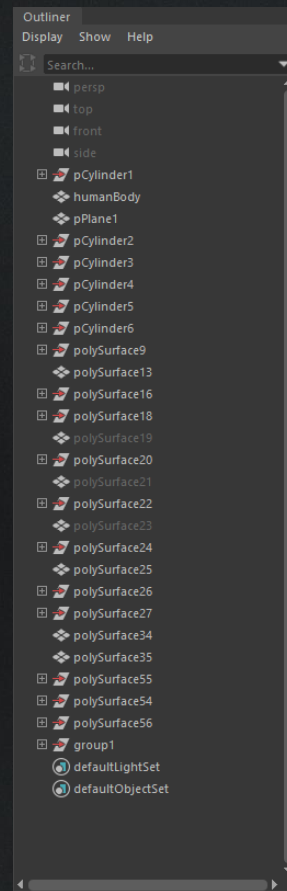 Outliner
Display Show Help
Search...
persp
top
front
side
pCylinder1
humanBody
pPlane1
pCylinder2
pCylinder3
pCylinder4
pCylinder5
pCylinder6
polySurface9
polySurface13
polySurface16
polySurface18
polySurface19
polySurface20
polySurface21
polySurface22
polySurface23
polySurface24
polySurface25
polySurface26
polySurface27
polySurface34
polySurface35
polySurface55
polySurface54
polySurface56
group1
defaultLightSet
defaultObjectSet